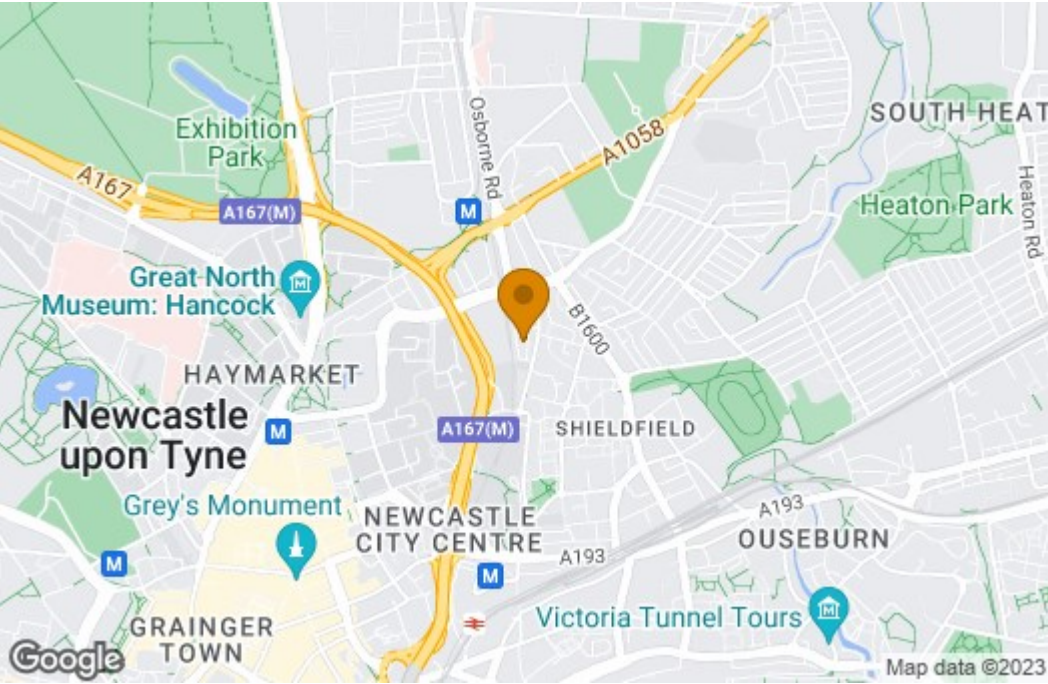 Exhibition
Park
Osborne Rd
A1058
SOUTH HEAT
A167
A167(M)
M
Heaton Park
Heaton Rd
Great North
Museum: Hancock
B1600
HAYMARKET
Newcastle
upon Tyne
M
A167(M)
SHIELDFIELD
Grey's Monument
NEWCASTLE
CITY CENTRE
A193
A193
OUSEBURN
M
M
Victoria Tunnel Tours
GRAINGER
TOWN
Google
Map data ©2023